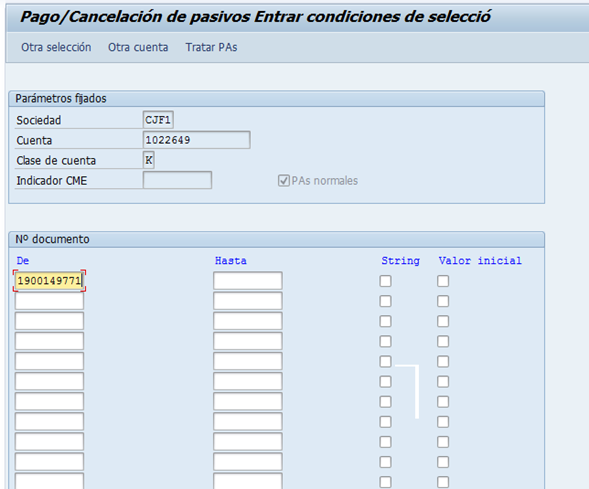 Pago/Cancelación de pasivos Entrar condiciones de selecció
Otra selección Otra cuenta Tratar PAs
Parámetros fijados
Sociedad CJF1
Cuenta 1022649
Clase de cuenta K
Indicador CME PAs normales
Nº documento
De Hasta String Valor inicial
1900149771